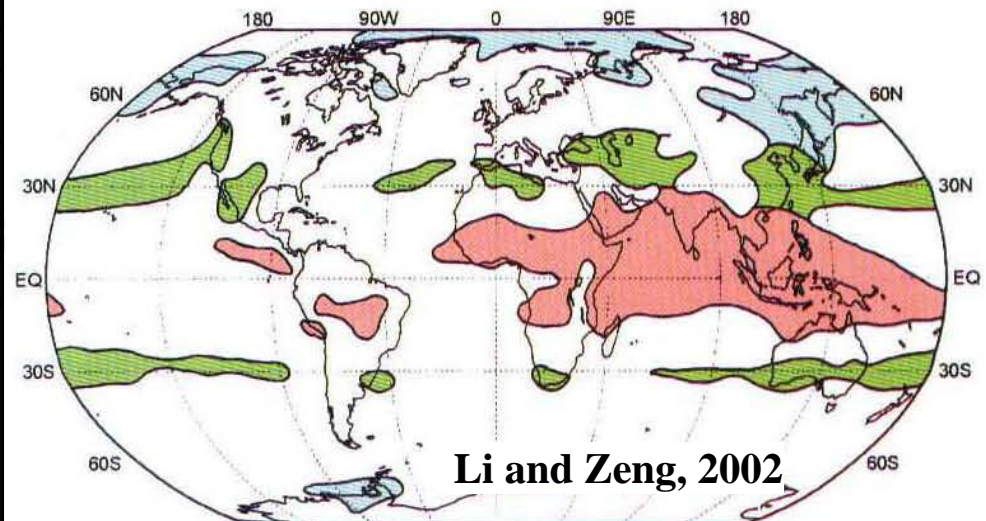 180 90W 0 90E 180
60N 60N
30N 30N
EQ EQ
30S 30S
60S 60S
Li and Zeng, 2002